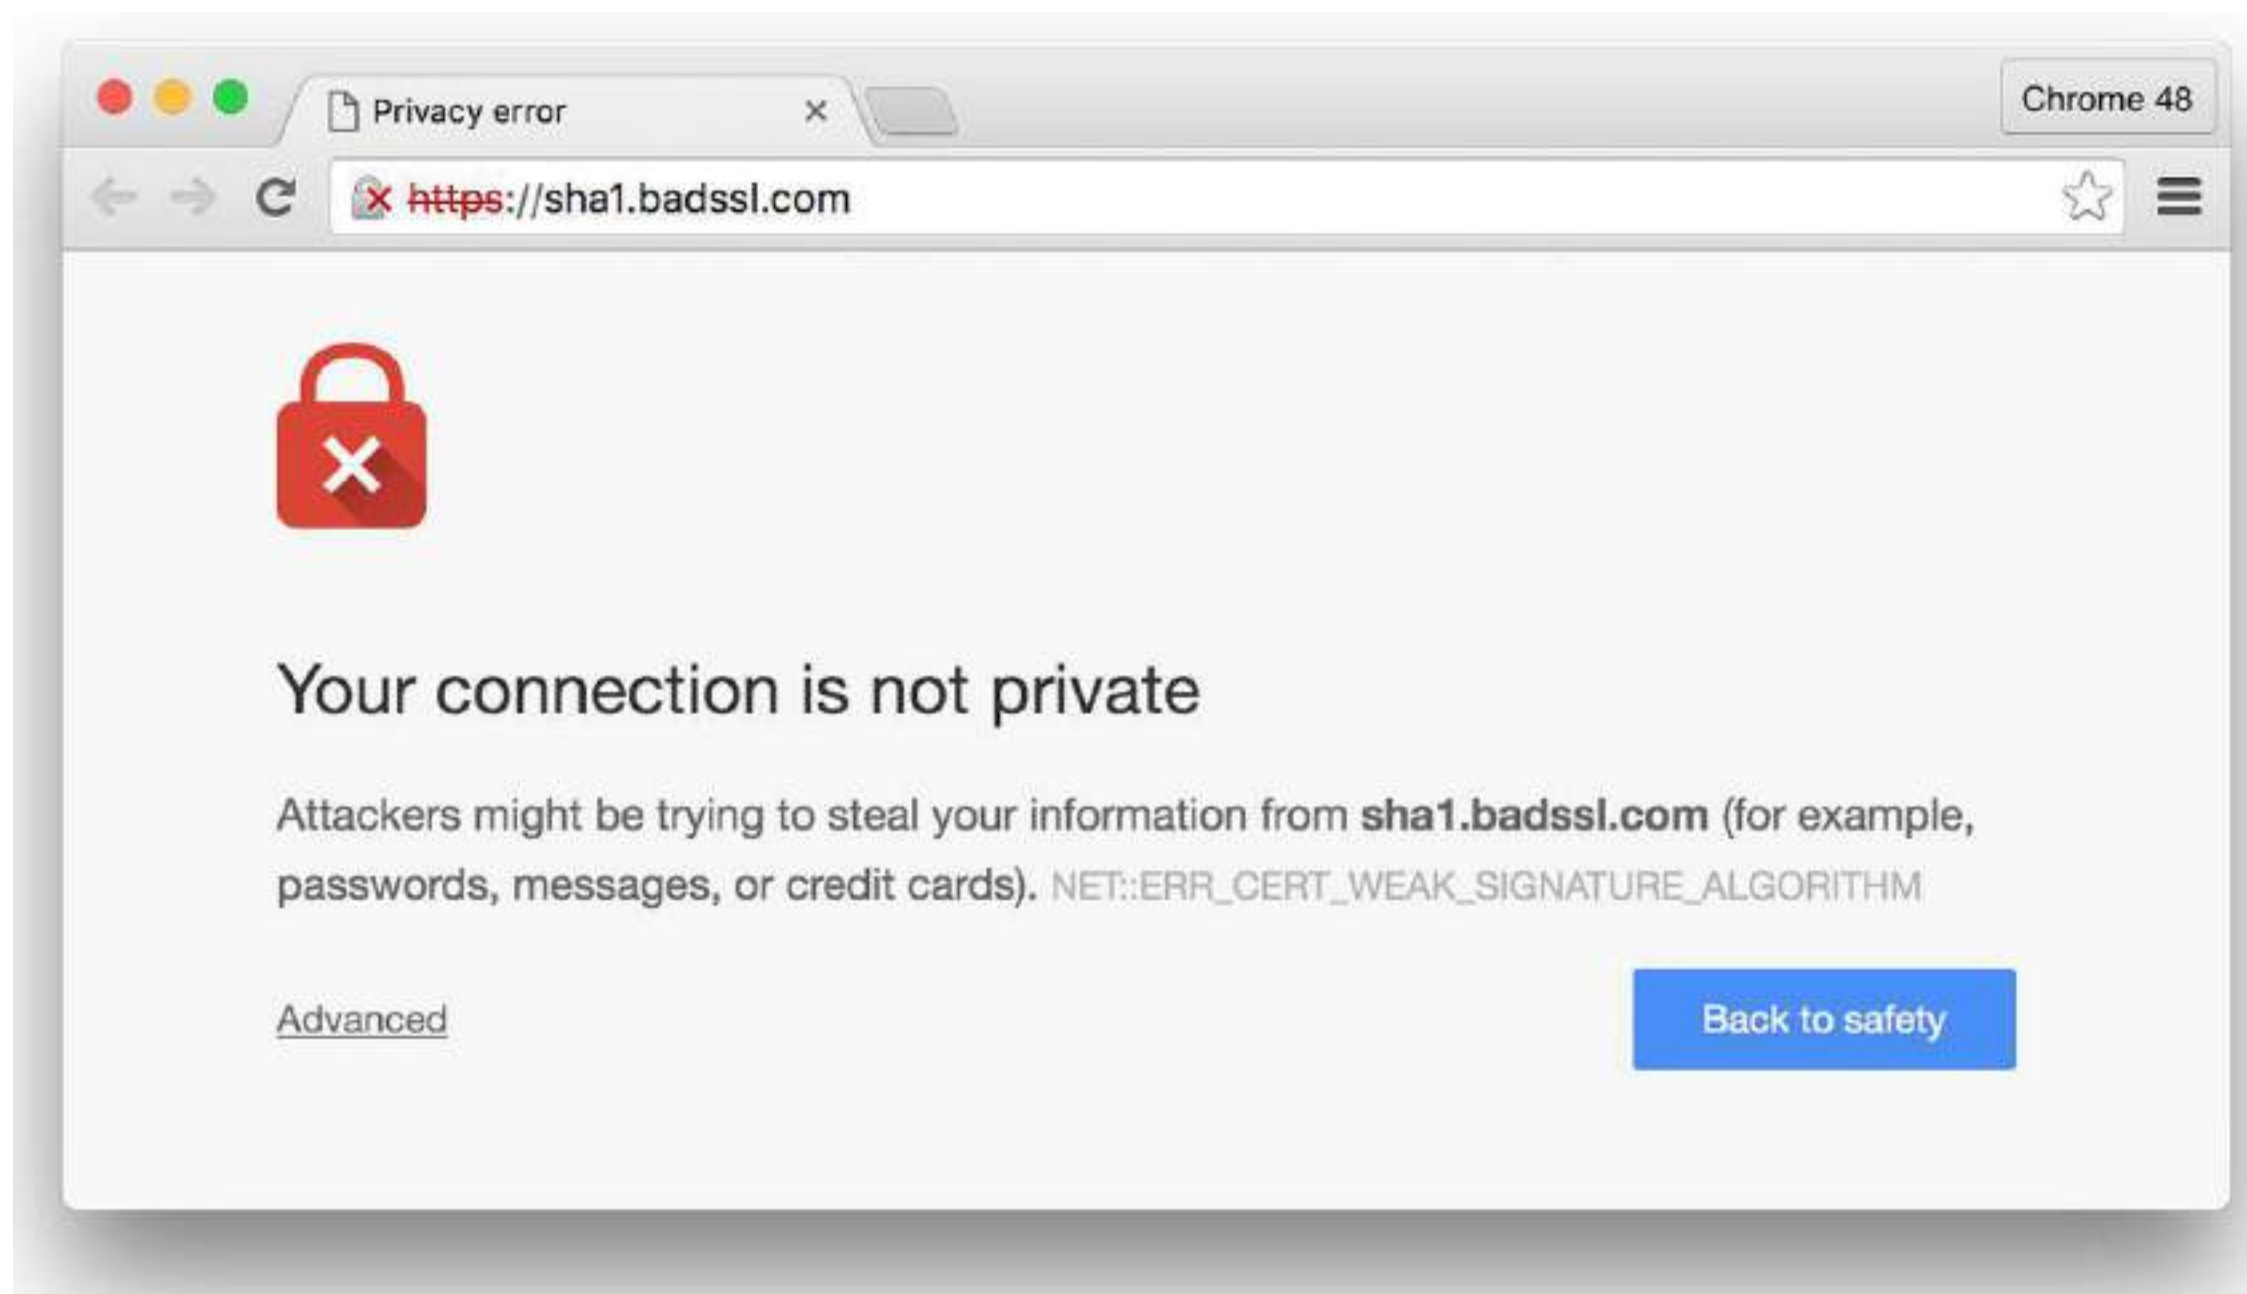 Privacy error
Chrome 48
https://sha1.badssl.com
Your connection is not private
Attackers might be trying to steal your information from sha1.badssl.com (for example,
passwords, messages, or credit cards). NET::ERR_CERT_WEAK_SIGNATURE_ALGORITHM
Advanced
Back to safety